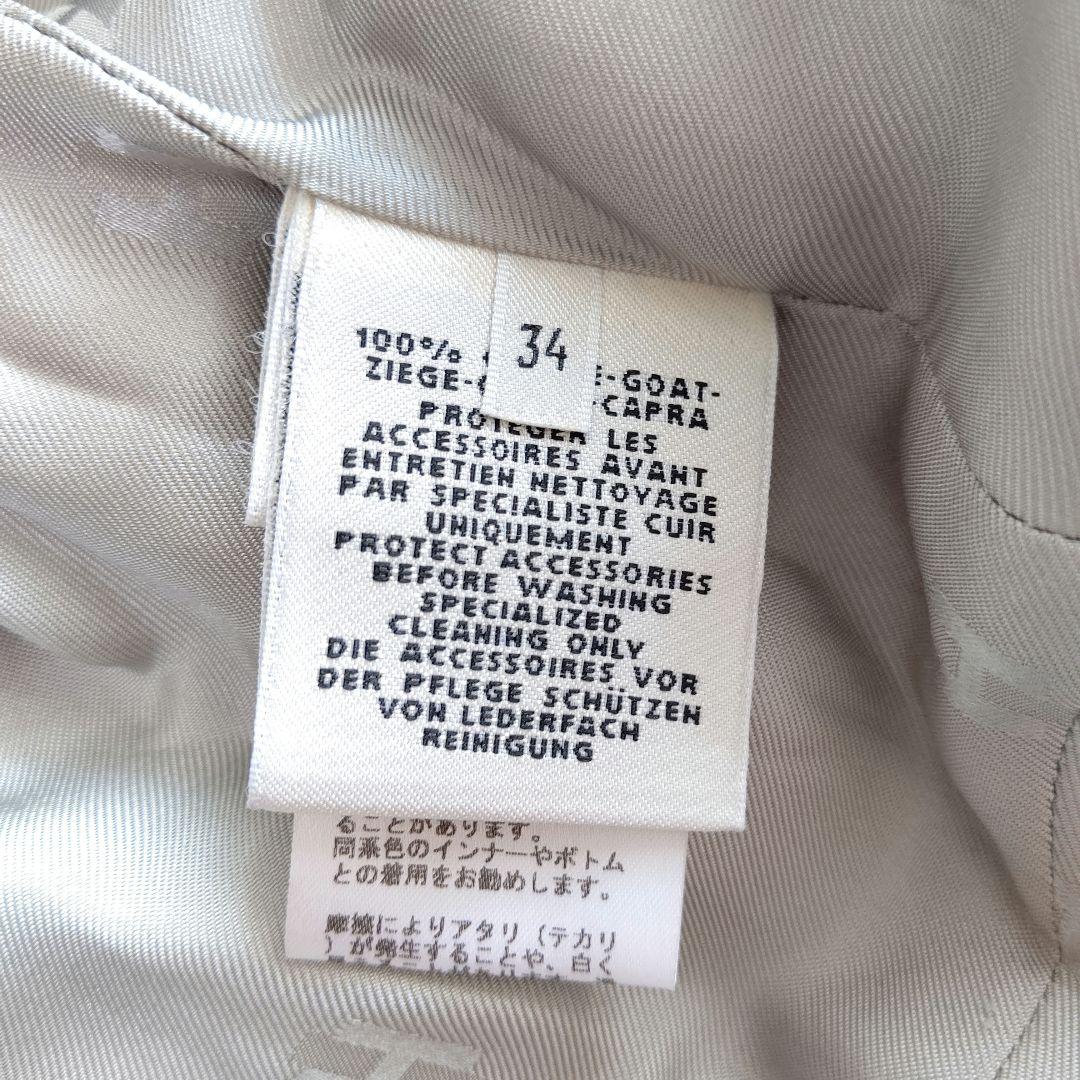 34
100%
ZIEGE- -GOAT-
-CAPRA
PROTEGER LES
ACCESSOIRES AVANT
ENTRETIEN NETTOYAGE
PAR SPECIALISTE CUIR
UNIQUEMENT
PROTECT ACCESSORIES
BEFORE WASHING
SPECIALIZED
CLEANING ONLY
DIE ACCESSOIRES VOR
DER PFLEGE SCHÜTZEN
VON LEDERFACH
REINIGUNG
ることがあります。
同系色のインナーやボトム
との着用をお勧めします。
摩擦によりアタリ(テカリ
)が発生することや、白く